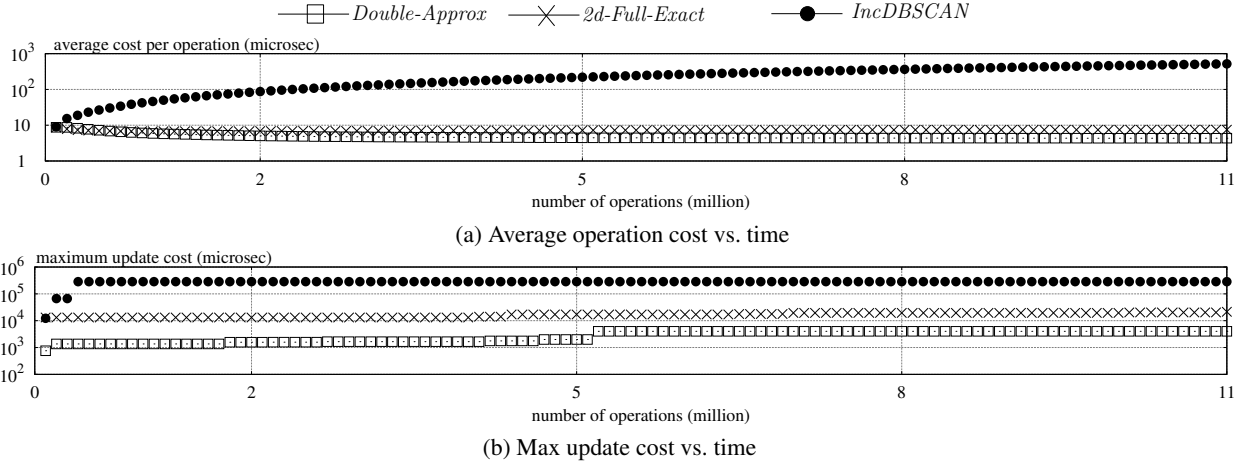 Double-Approx 2d-Full-Exact IncDBSCAN
average cost per operation (microsec)
10^3
10^2
10
1
0 2 5 8 11
number of operations (million)
(a) Average operation cost vs. time
maximum update cost (microsec)
10^6
10^5
10^4
10^3
10^2
0 2 5 8 11
number of operations (million)
(b) Max update cost vs. time